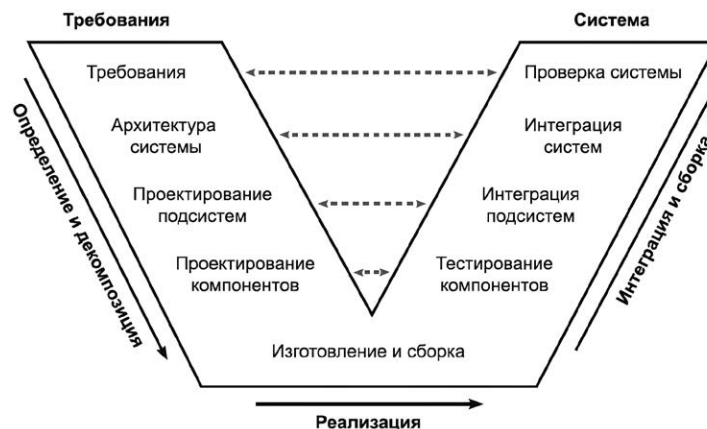 Требования
Система
Требования
Проверка системы
Архитектура
системы
Интеграция
систем
Проектирование
подсистем
Интеграция
подсистем
Проектирование
компонентов
Тестирование
компонентов
Определение и декомпозиция
Интеграция и сборка
Изготовление и сборка
Реализация